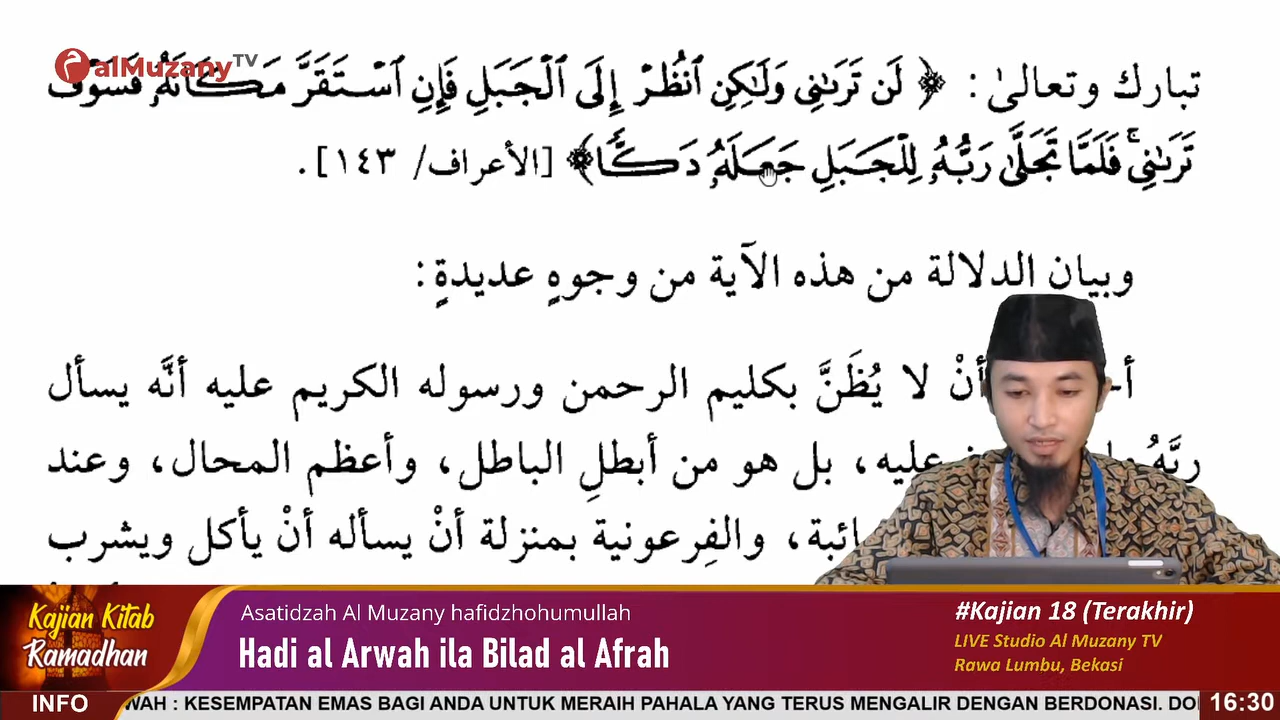 almuzanyTV
تبارك وتعالىٰ: ﴿ لَن تَرَىٰنِي وَلَٰكِنِ ٱنظُرْ إِلَى ٱلْجَبَلِ فَإِنِ ٱسْتَقَرَّ مَكَانَهُۥ فَسَوْفَ
تَرَىٰنِي ۚ فَلَمَّا تَجَلَّىٰ رَبُّهُۥ لِلْجَبَلِ جَعَلَهُۥ دَكًّا ﴾ [الأعراف/ ١٤٣].
وبيان الدلالة من هذه الآية من وجوهٍ عديدةٍ:
أنْ لا يُظَنَّ بكليم الرحمن ورسوله الكريم عليه أنَّه يسأل
ربَّهُ عليه، بل هو من أبطلِ الباطل، وأعظم المحال، وعند
والفِرعونية بمنزلة أنْ يسأله أنْ يأكل ويشرب
Kajian Kitab
Ramadhan
Asatidzah Al Muzany hafidzhohumullah
Hadi al Arwah ila Bilad al Afrah
#Kajian 18 (Terakhir)
LIVE Studio Al Muzany TV
Rawa Lumbu, Bekasi
INFO
: KESEMPATAN EMAS BAGI ANDA UNTUK MERAIH PAHALA YANG TERUS MENGALIR DENGAN BERDONASI.
16:30